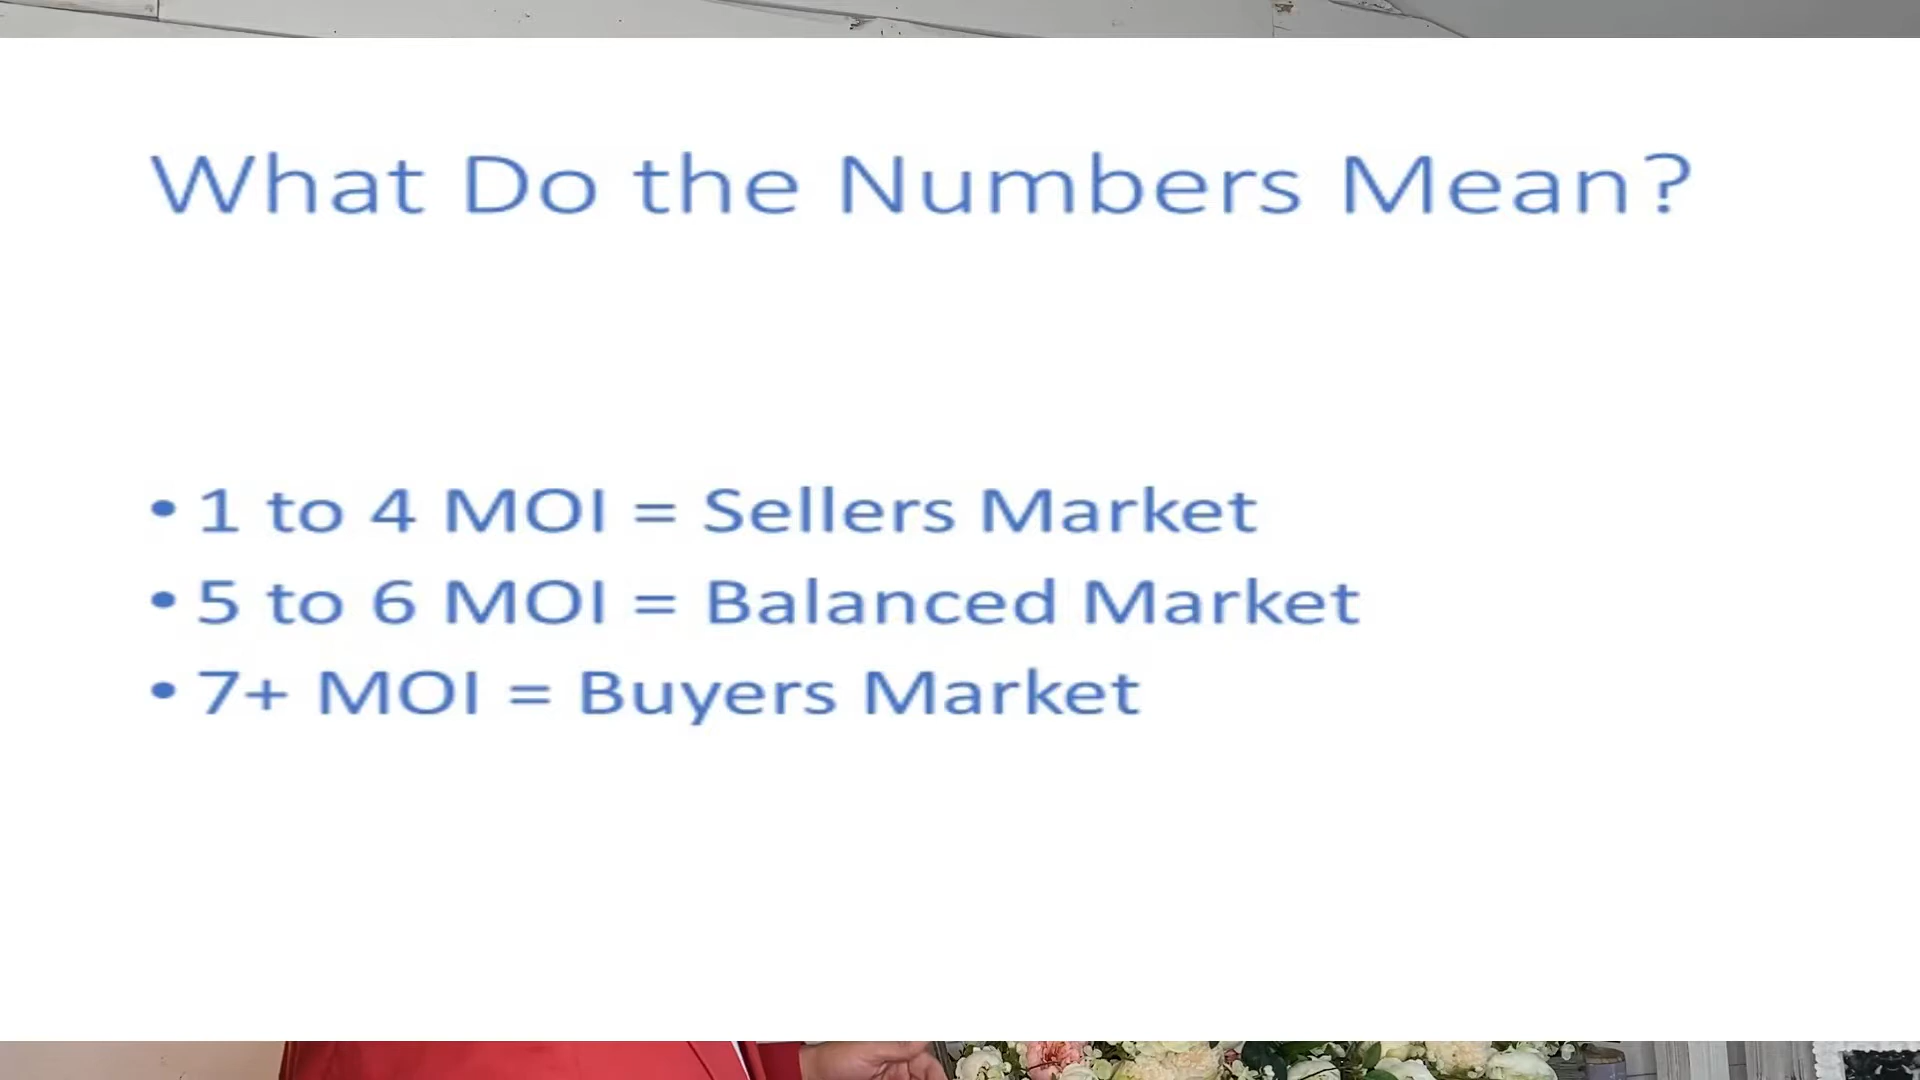 What Do the Numbers Mean?
• 1 to 4 MOI = Sellers Market
• 5 to 6 MOI = Balanced Market
• 7+ MOI = Buyers Market